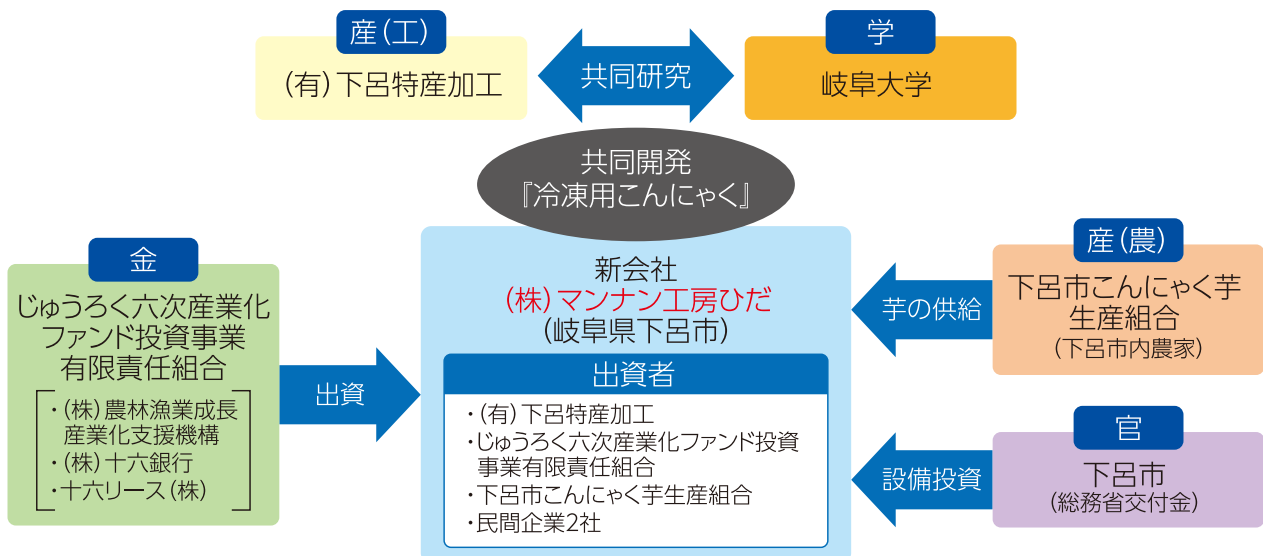 産（工）
（有）下呂特産加工
共同研究
学
岐阜大学
共同開発
『冷凍用こんにゃく』
金
じゅうろく六次産業化
ファンド投資事業
有限責任組合
・（株）農林漁業成長
産業化支援機構
・（株）十六銀行
・十六リース（株）
出資
新会社
（株）マンナン工房ひだ
（岐阜県下呂市）
出資者
・（有）下呂特産加工
・じゅうろく六次産業化ファンド投資
事業有限責任組合
・下呂市こんにゃく芋生産組合
・民間企業2社
芋の供給
産（農）
下呂市こんにゃく芋
生産組合
（下呂市内農家）
設備投資
官
下呂市
（総務省交付金）